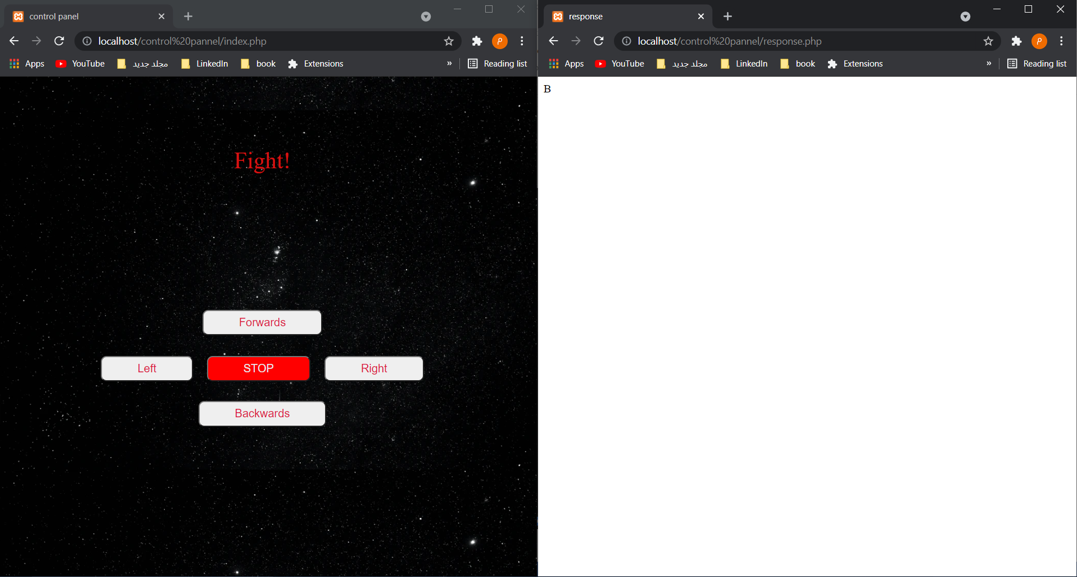 control panel
localhost/control%20pannel/index.php
P
Apps
YouTube
مجلد جديد
LinkedIn
book
Extensions
»
Reading list
Fight!
Forwards
Left
STOP
Right
Backwards
response
localhost/control%20pannel/response.php
P
Apps
YouTube
مجلد جديد
LinkedIn
book
Extensions
»
Reading list
B